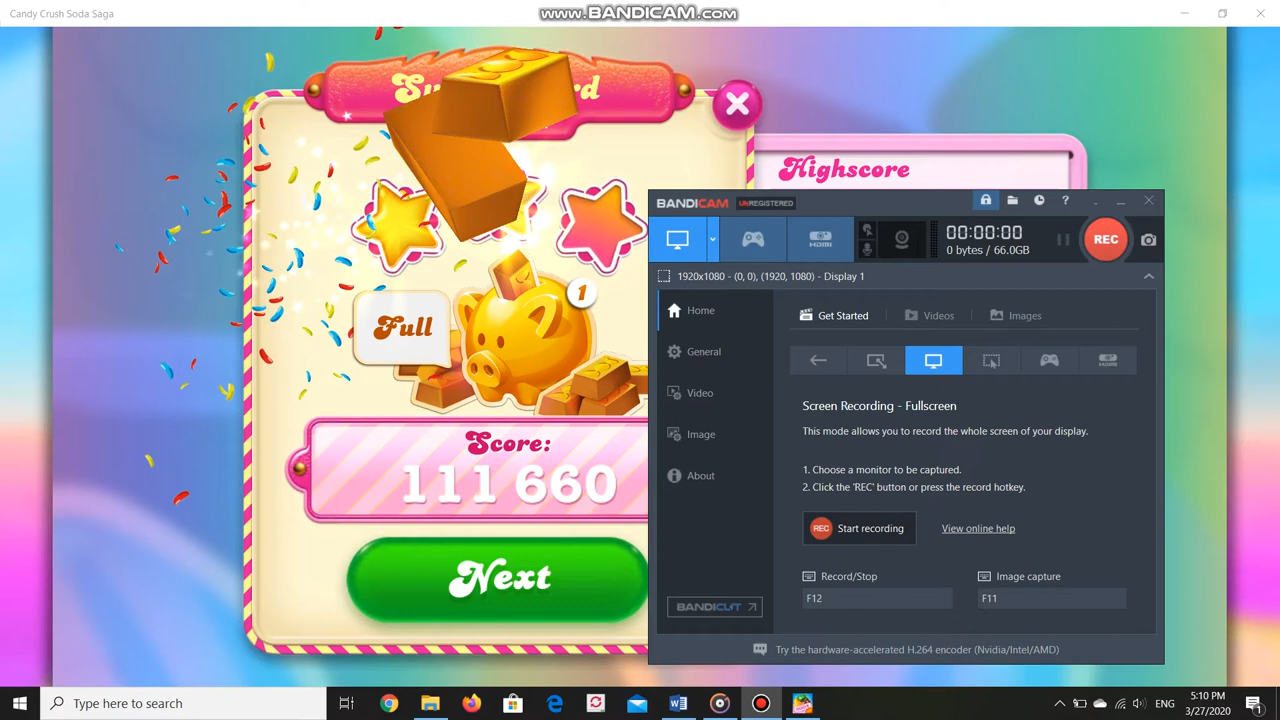 Candy Crush Soda Saga
www.BANDICAM.com
Highscore
1
Full
Score:
111 660
Next
BANDICAM UNREGISTERED
HDMI
00:00:00
0 bytes / 66.0GB
REC
1920x1080 - (0, 0), (1920, 1080) - Display 1
Home
General
Video
Image
About
BANDICUT
Get Started
Videos
Images
HDMI
Screen Recording - Fullscreen
This mode allows you to record the whole screen of your display.
1. Choose a monitor to be captured.
2. Click the 'REC' button or press the record hotkey.
REC Start recording
View online help
Record/Stop
Image capture
F12
F11
Try the hardware-accelerated H.264 encoder (Nvidia/Intel/AMD)
Type here to search
ENG
5:10 PM
3/27/2020
1